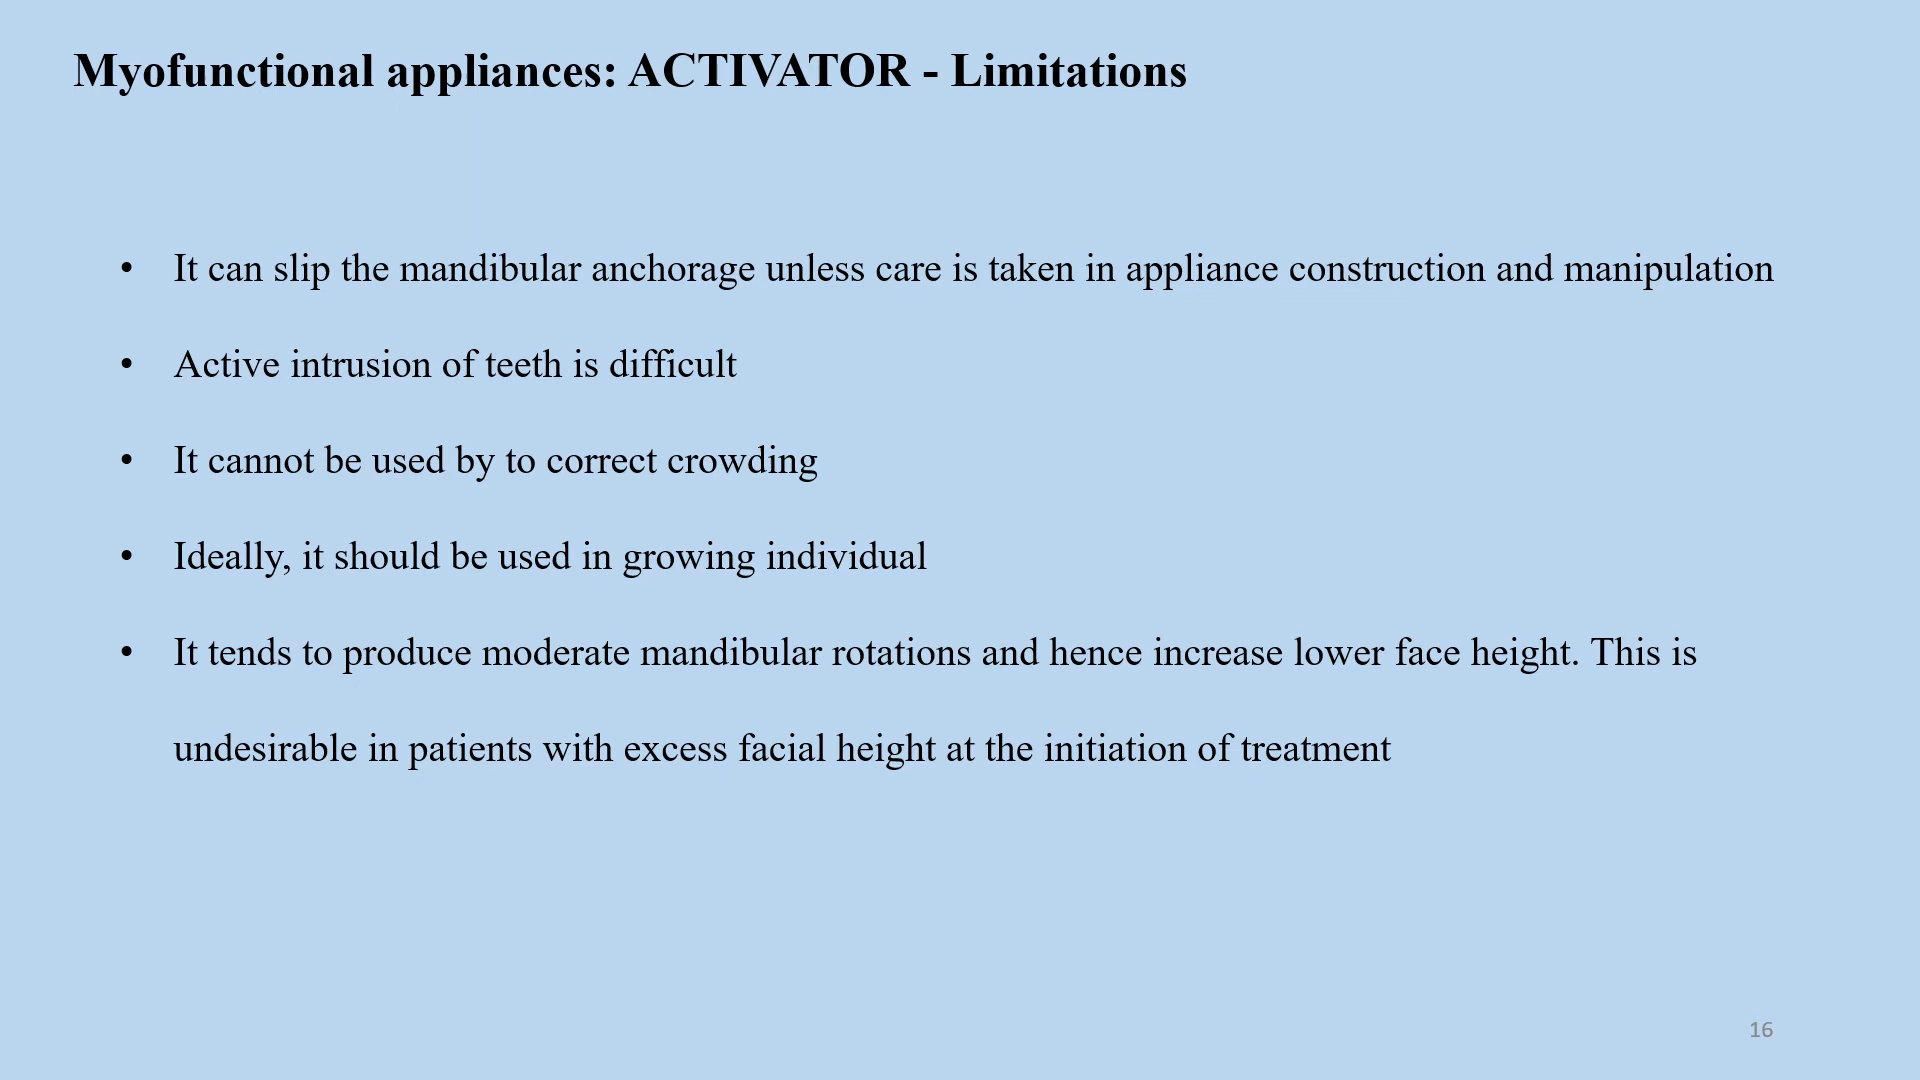 Myofunctional appliances: ACTIVATOR - Limitations
• It can slip the mandibular anchorage unless care is taken in appliance construction and manipulation
• Active intrusion of teeth is difficult
• It cannot be used by to correct crowding
• Ideally, it should be used in growing individual
• It tends to produce moderate mandibular rotations and hence increase lower face height. This is
undesirable in patients with excess facial height at the initiation of treatment
16